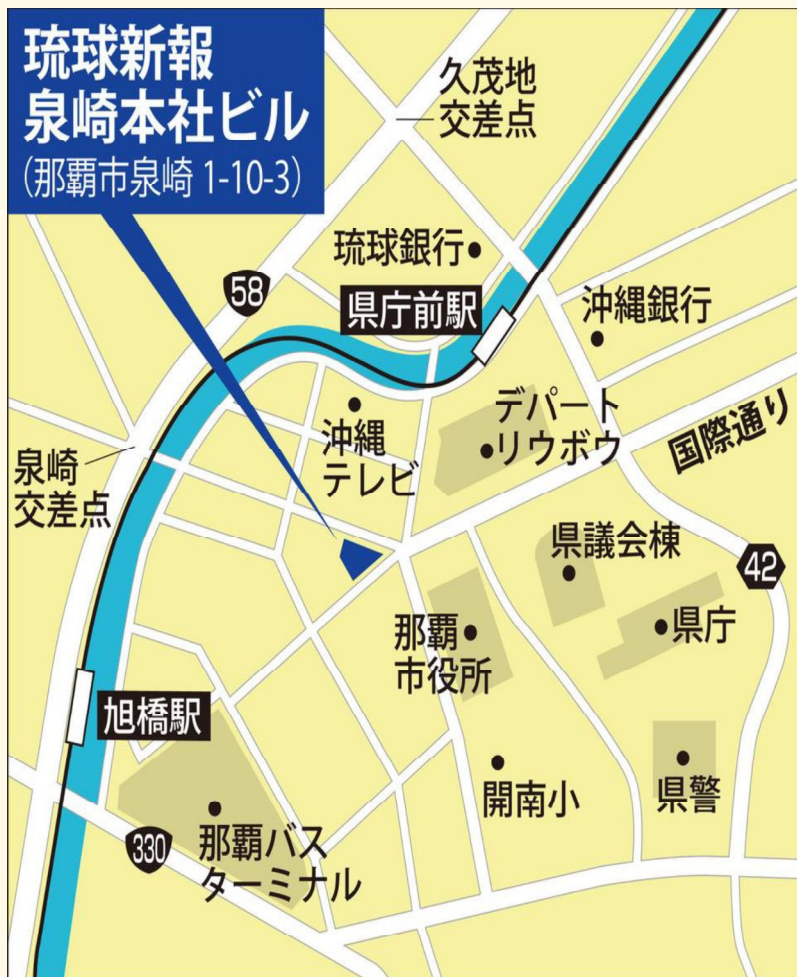 琉球新報
泉崎本社ビル
(那覇市泉崎 1-10-3)
久茂地
交差点
琉球銀行
58
県庁前駅
沖縄銀行
デパート
リウボウ
沖縄
テレビ
国際通り
泉崎
交差点
県議会棟
42
那覇
市役所
県庁
旭橋駅
開南小
県警
330
那覇バス
ターミナル